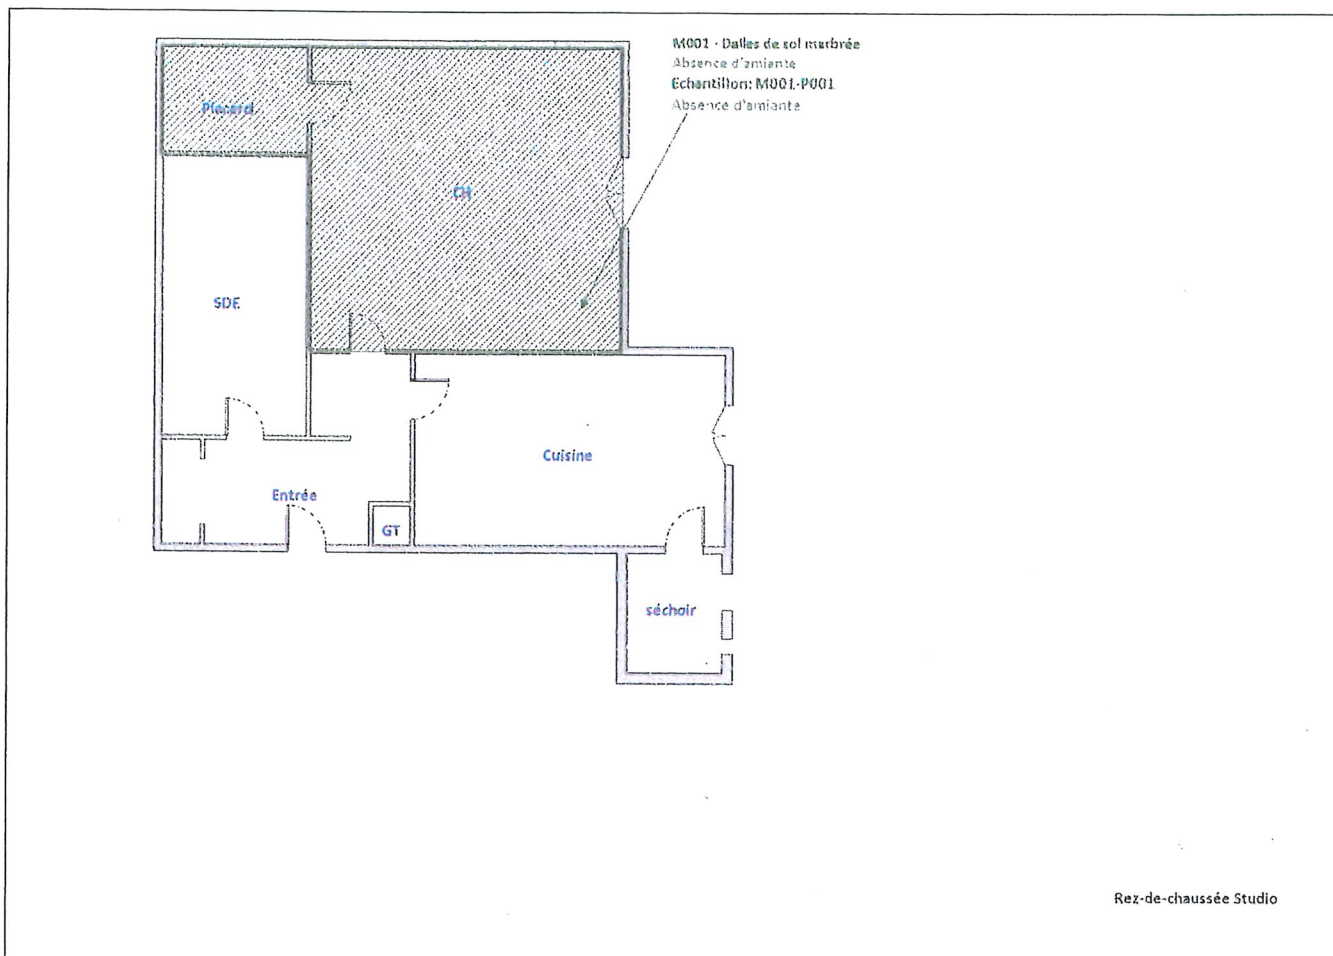 M001 - Dalles de sol marbrée
Absence d'amiante
Echantillon: M001-P001
Absence d'amiante
Placard
CH
SDE
Cuisine
Entrée
GT
séchoir
Rez-de-chaussée Studio